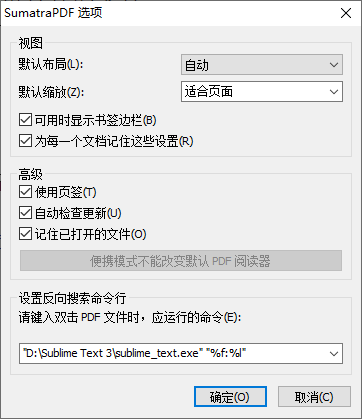 SumatraPDF 选项
视图
默认布局(L):
自动
默认缩放(Z):
适合页面
可用时显示书签边栏(B)
为每一个文档记住这些设置(R)
高级
使用页签(T)
自动检查更新(U)
记住已打开的文件(O)
便携模式不能改变默认 PDF 阅读器
设置反向搜索命令行
请键入双击 PDF 文件时，应运行的命令(E):
"D:\Sublime Text 3\sublime_text.exe" "%f:%l"
确定(O)
取消(C)